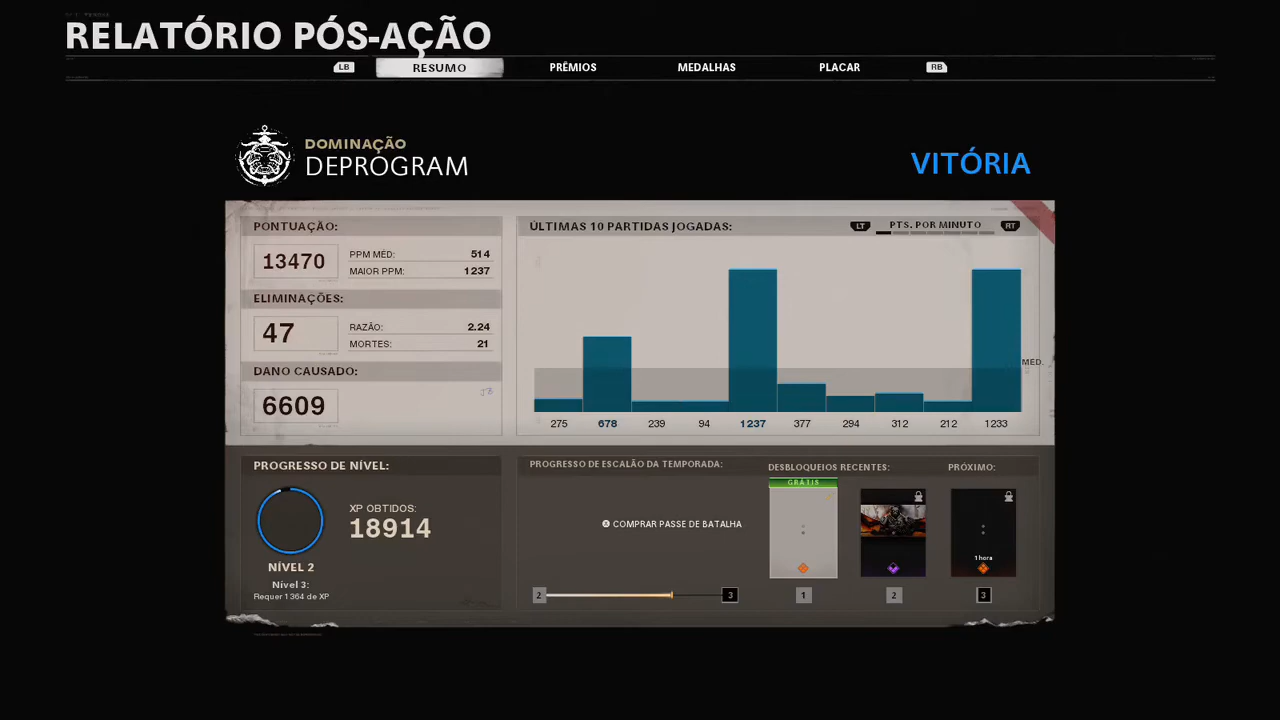 RELATÓRIO PÓS-AÇÃO
LB RESUMO PRÊMIOS MEDALHAS PLACAR RB
DOMINAÇÃO
DEPROGRAM
VITÓRIA
PONTUAÇÃO:
13470
PPM MÉD: 514
MAIOR PPM: 1237
ELIMINAÇÕES:
47
RAZÃO: 2.24
MORTES: 21
DANO CAUSADO:
6609
ÚLTIMAS 10 PARTIDAS JOGADAS:
LT PTS. POR MINUTO RT
MED.
275 678 239 94 1237 377 294 312 212 1233
PROGRESSO DE NÍVEL:
XP OBTIDOS:
18914
NÍVEL 2
Nível 3:
Requer 1364 de XP
PROGRESSO DE ESCALÃO DA TEMPORADA:
X COMPRAR PASSE DE BATALHA
2 3
DESBLOQUEIOS RECENTES:
GRÁTIS
1 2
PRÓXIMO:
1 hora
3